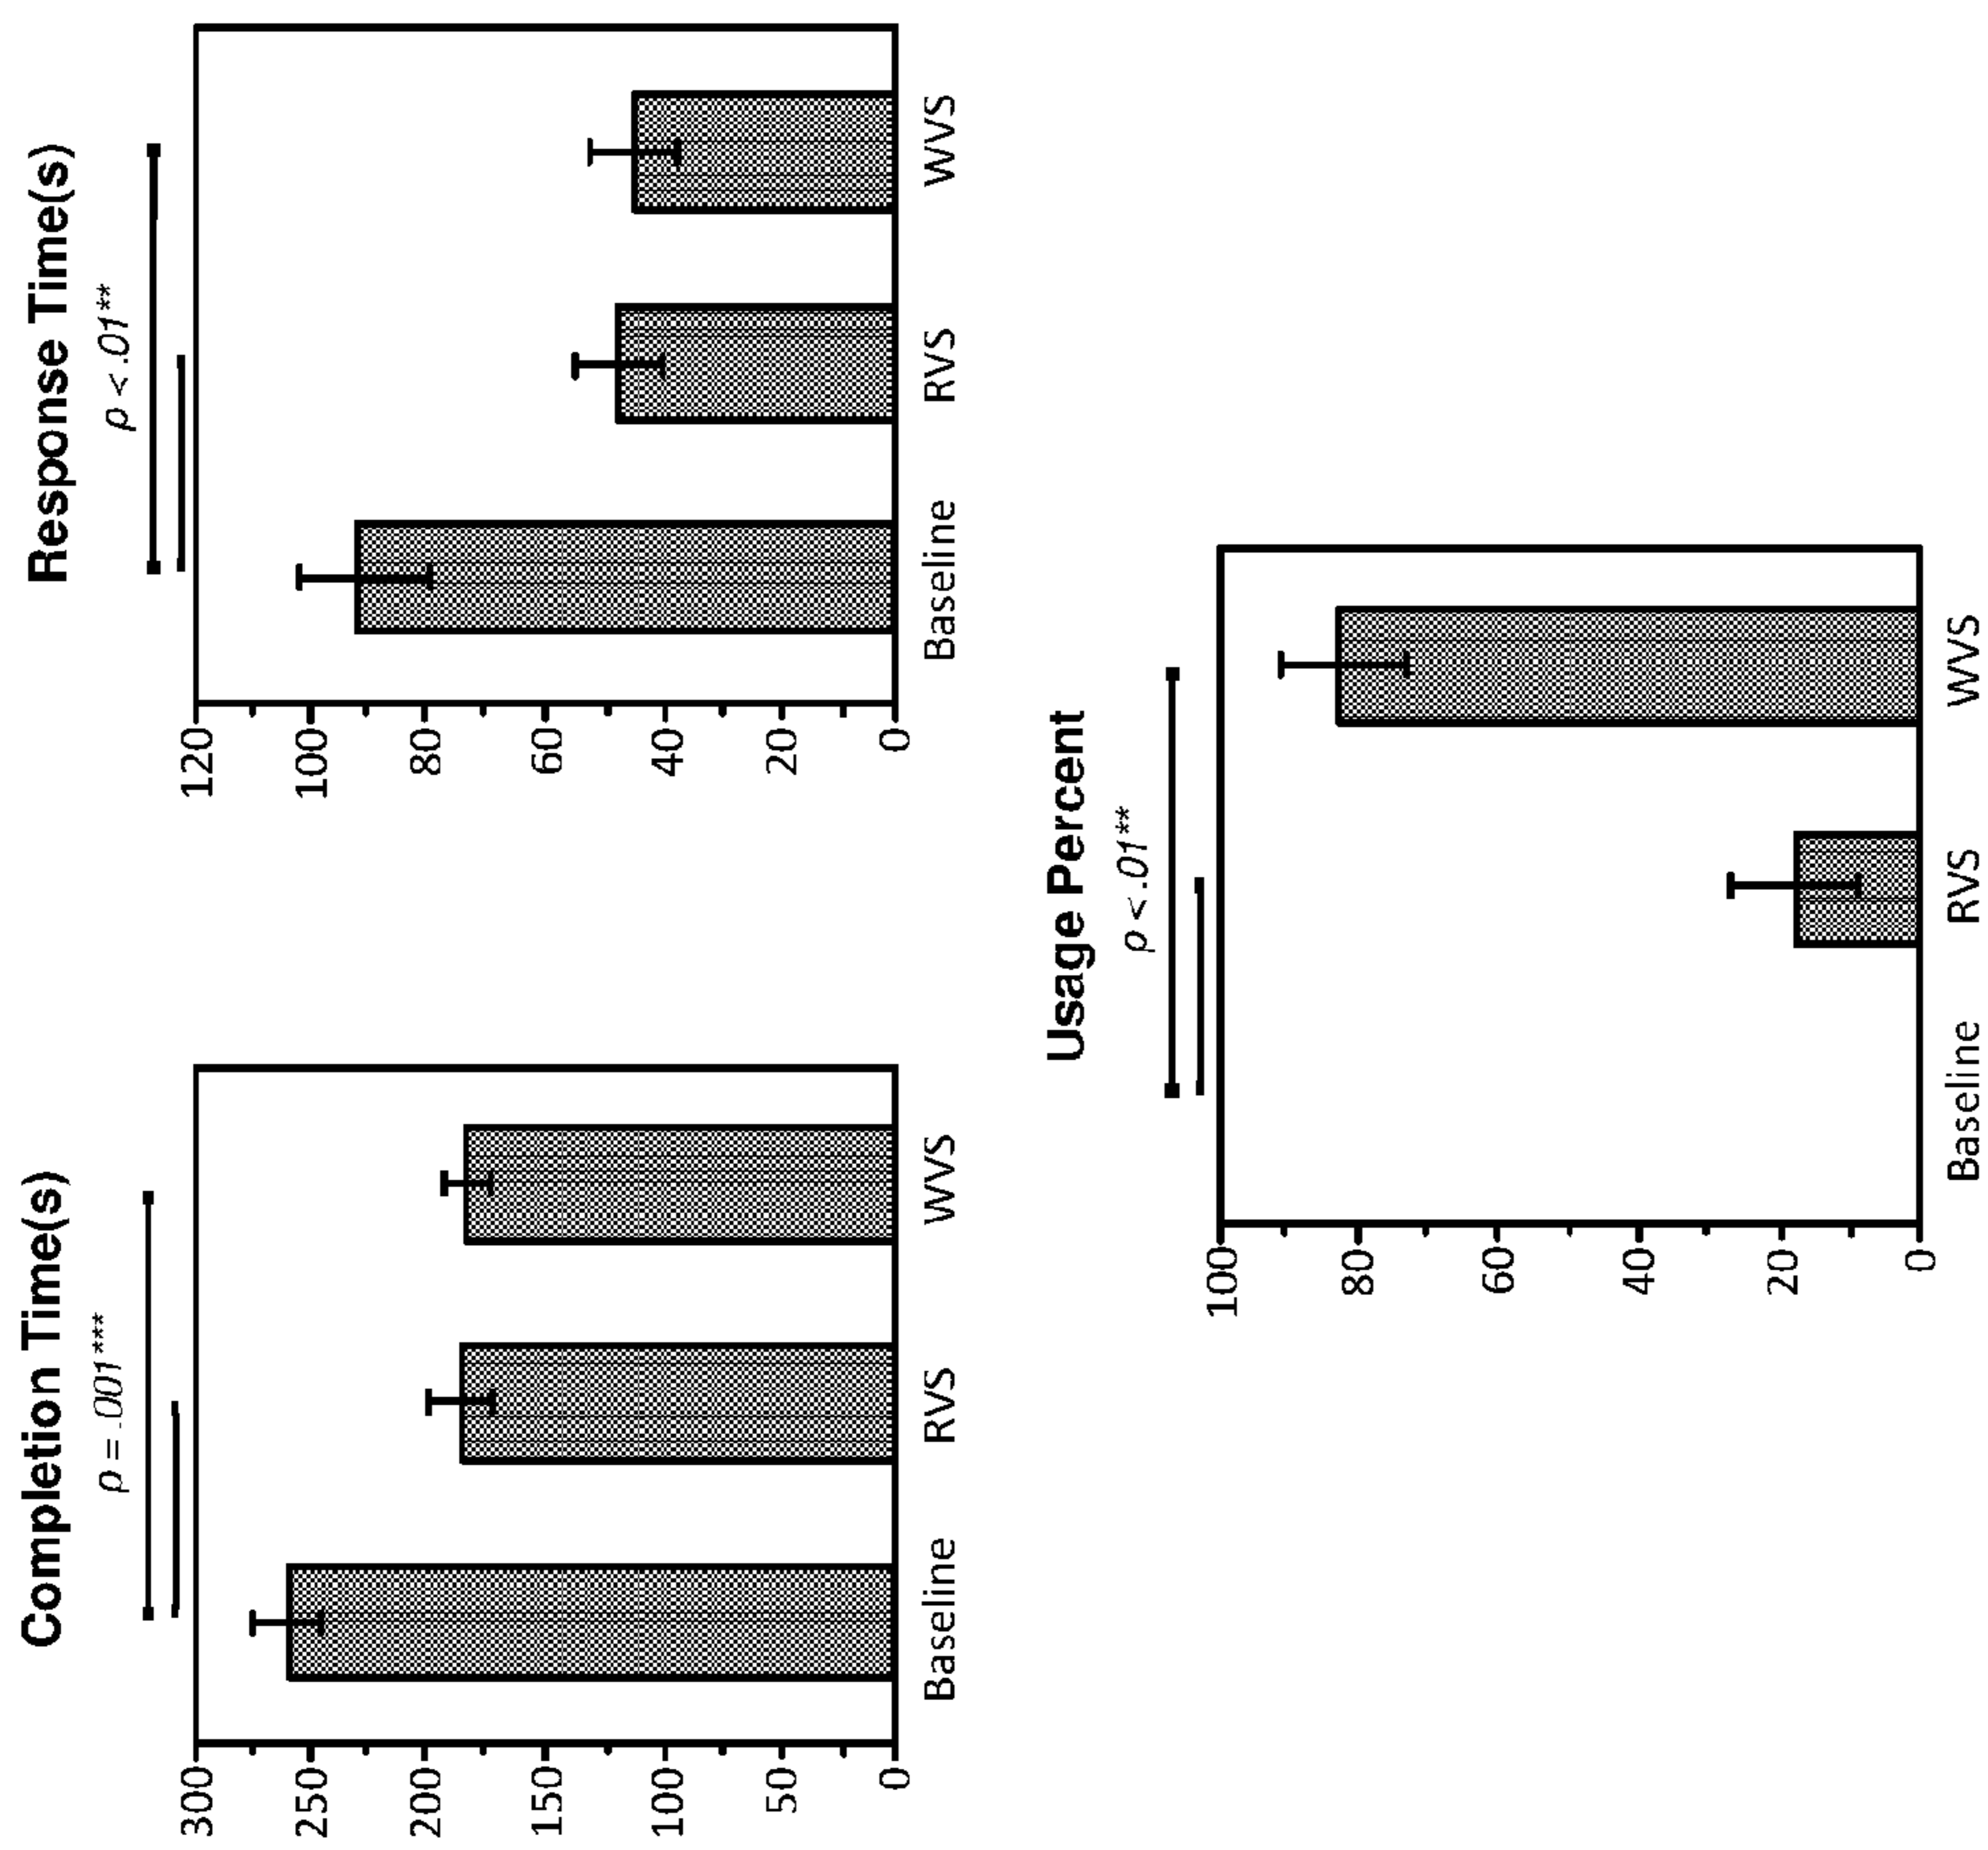 Completion Time(s)
ρ = .001***
300
250
200
150
100
50
0
Baseline RVS WVS
Response Time(s)
ρ < .01**
120
100
80
60
40
20
0
Baseline RVS WVS
Usage Percent
ρ < .01**
100
80
60
40
20
0
Baseline RVS WVS